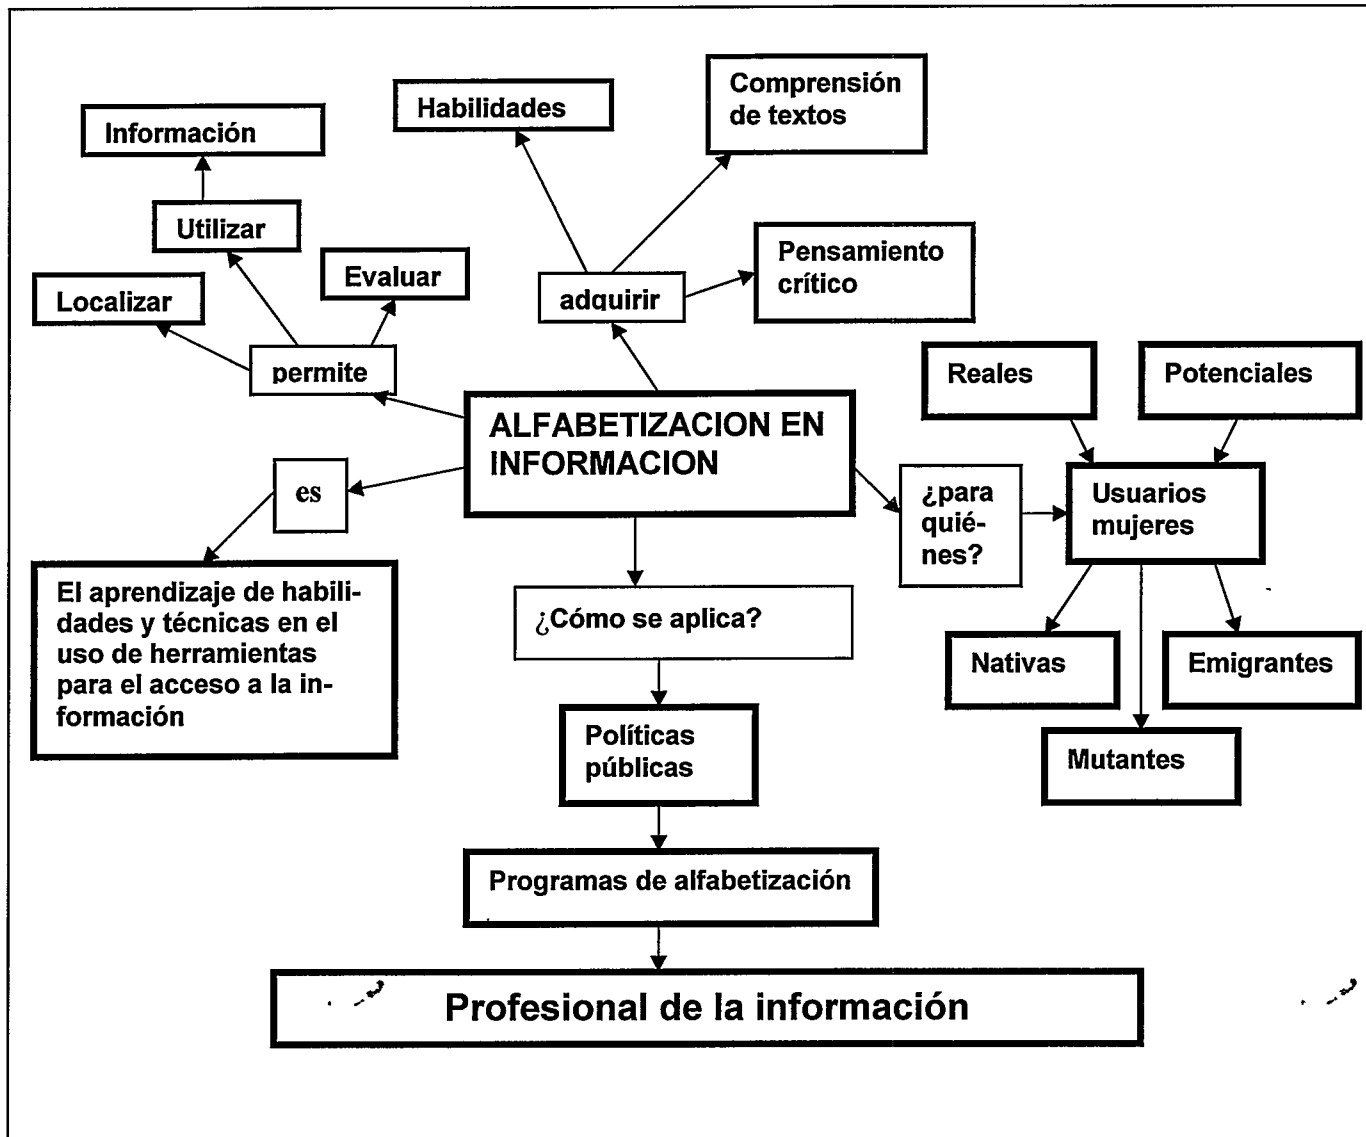 Comprensión
de textos
Habilidades
Información
Utilizar
Evaluar
Localizar
permite
adquirir
Pensamiento
crítico
Reales
Potenciales
ALFABETIZACION EN
INFORMACION
es
¿para
quié-
nes?
Usuarios
mujeres
El aprendizaje de habili-
dades y técnicas en el
uso de herramientas
para el acceso a la in-
formación
¿Cómo se aplica?
Nativas
Emigrantes
Mutantes
Políticas
públicas
Programas de alfabetización
Profesional de la información